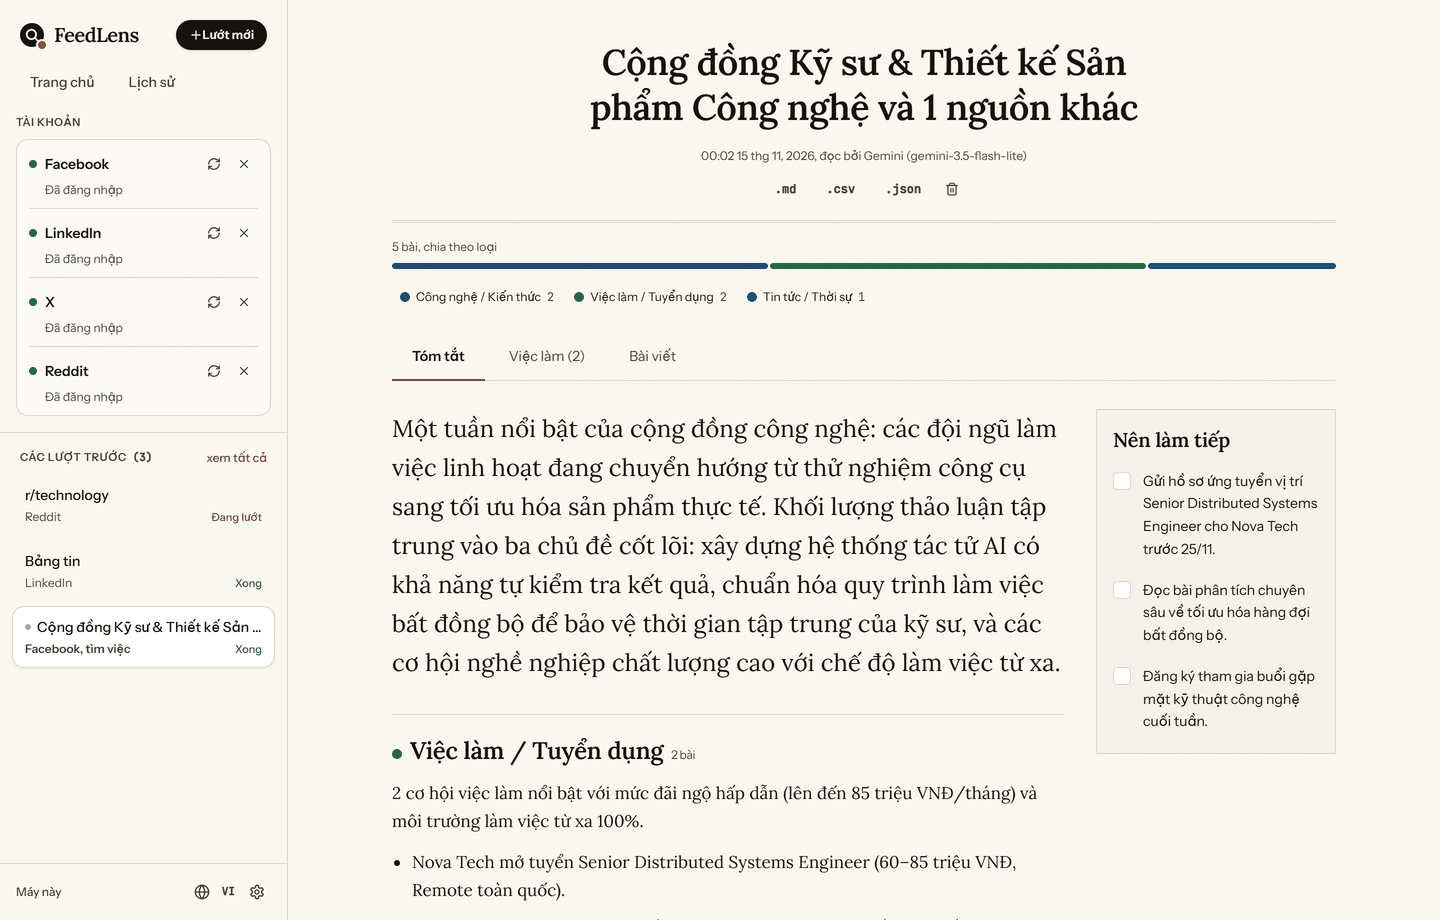 FeedLens
+Lướt mới
Trang chủ
Lịch sử
TÀI KHOẢN
Facebook
Đã đăng nhập
LinkedIn
Đã đăng nhập
X
Đã đăng nhập
Reddit
Đã đăng nhập
CÁC LƯỢT TRƯỚC (3)
xem tất cả
r/technology
Reddit
Đang lướt
Bảng tin
LinkedIn
Xong
Cộng đồng Kỹ sư & Thiết kế Sản ...
Facebook, tìm việc
Xong
Máy này
VI
Cộng đồng Kỹ sư & Thiết kế Sản
phẩm Công nghệ và 1 nguồn khác
00:02 15 thg 11, 2026, đọc bởi Gemini (gemini-3.5-flash-lite)
.md
.csv
.json
5 bài, chia theo loại
Công nghệ / Kiến thức 2
Việc làm / Tuyển dụng 2
Tin tức / Thời sự 1
Tóm tắt
Việc làm (2)
Bài viết
Một tuần nổi bật của cộng đồng công nghệ: các đội ngũ làm
việc linh hoạt đang chuyển hướng từ thử nghiệm công cụ
sang tối ưu hóa sản phẩm thực tế. Khối lượng thảo luận tập
trung vào ba chủ đề cốt lõi: xây dựng hệ thống tác tử AI có
khả năng tự kiểm tra kết quả, chuẩn hóa quy trình làm việc
bất đồng bộ để bảo vệ thời gian tập trung của kỹ sư, và các
cơ hội nghề nghiệp chất lượng cao với chế độ làm việc từ xa.
Việc làm / Tuyển dụng 2 bài
2 cơ hội việc làm nổi bật với mức đãi ngộ hấp dẫn (lên đến 85 triệu VNĐ/tháng) và
môi trường làm việc từ xa 100%.
• Nova Tech mở tuyển Senior Distributed Systems Engineer (60–85 triệu VNĐ,
Remote toàn quốc).
Nên làm tiếp
Gửi hồ sơ ứng tuyển vị trí
Senior Distributed Systems
Engineer cho Nova Tech
trước 25/11.
Đọc bài phân tích chuyên
sâu về tối ưu hóa hàng đợi
bất đồng bộ.
Đăng ký tham gia buổi gặp
mặt kỹ thuật công nghệ
cuối tuần.